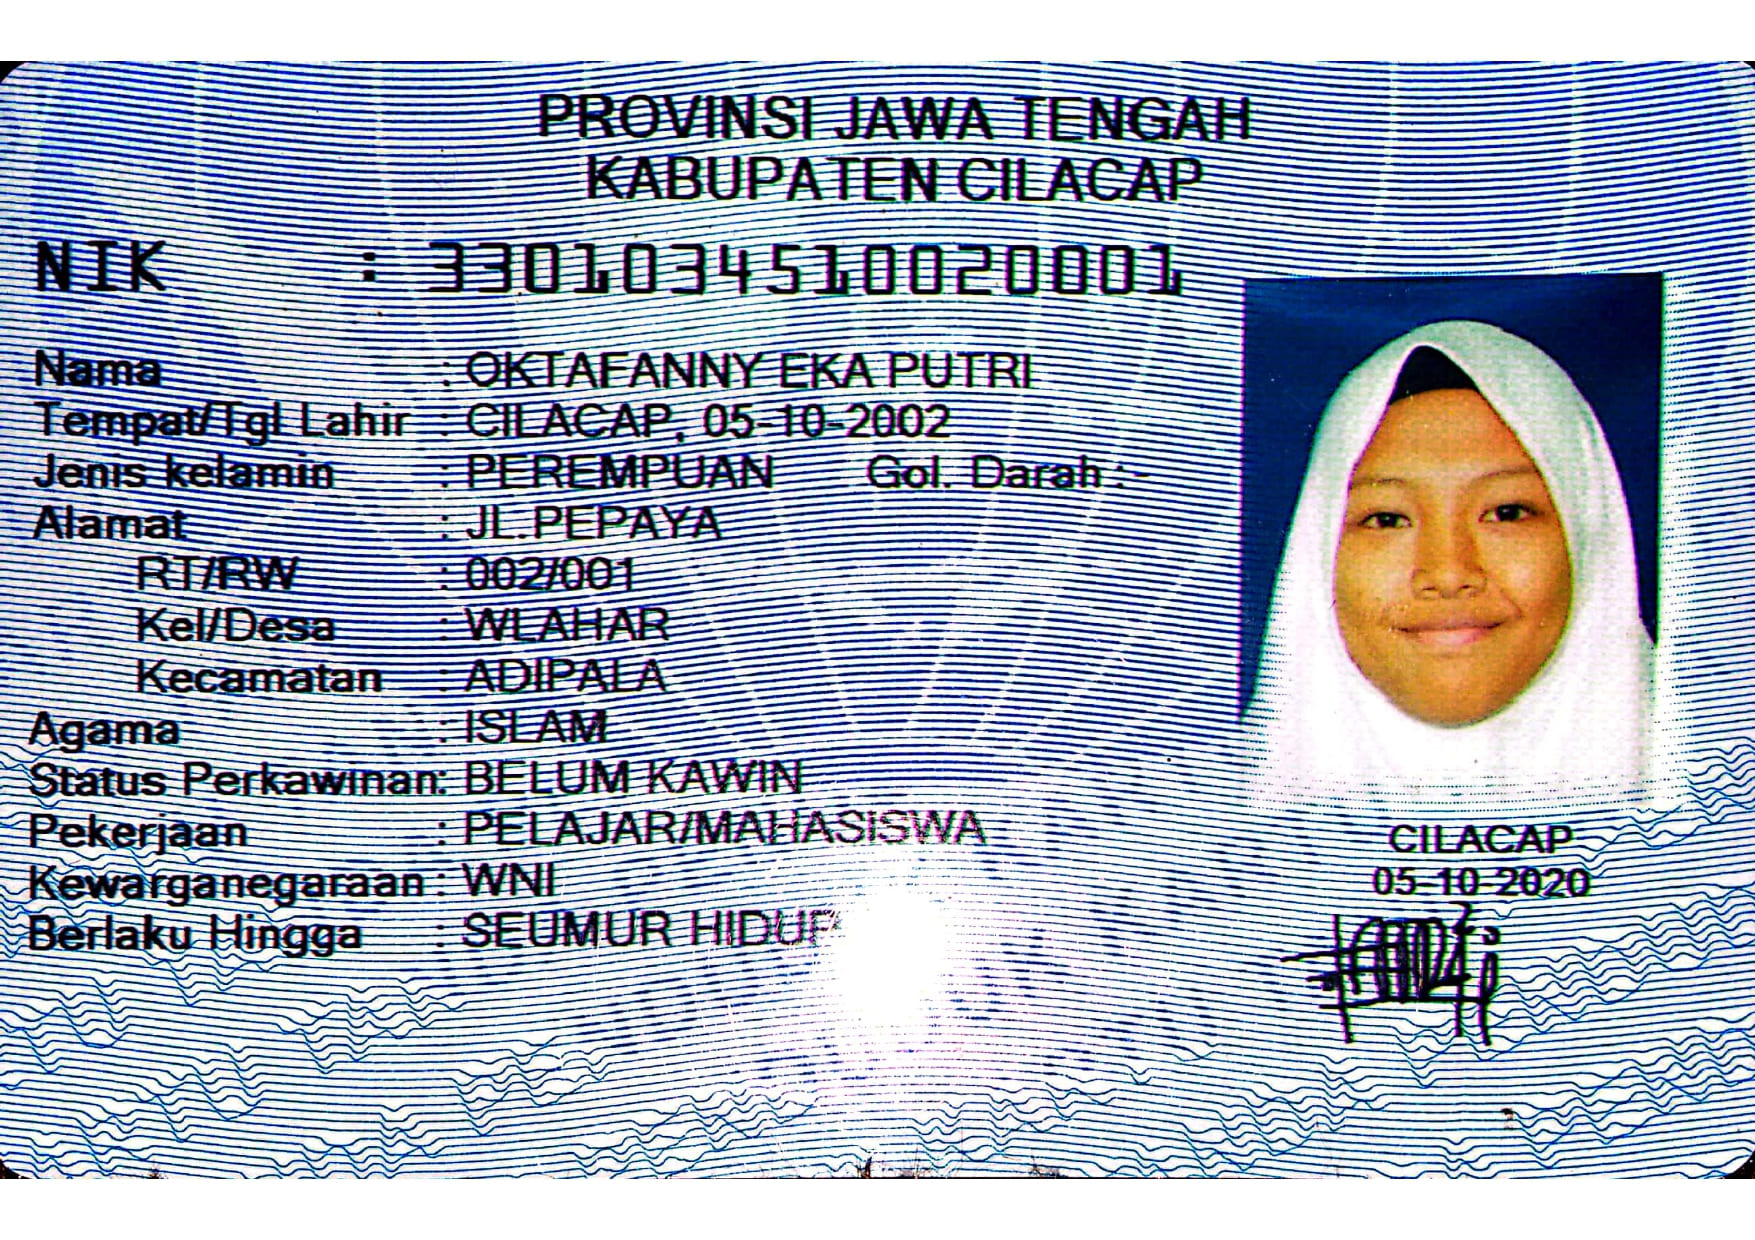 PROVINSI JAWA TENGAH
KABUPATEN CILACAP
NIK : 3301034510020001
Nama : OKTAFANNY EKA PUTRI
Tempat/Tgl Lahir : CILACAP, 05-10-2002
Jenis kelamin : PEREMPUAN Gol. Darah :-
Alamat : JL.PEPAYA
RT/RW : 002/001
Kel/Desa : WLAHAR
Kecamatan : ADIPALA
Agama : ISLAM
Status Perkawinan: BELUM KAWIN
Pekerjaan : PELAJAR/MAHASISWA
Kewarganegaraan : WNI
Berlaku Hingga : SEUMUR HIDUP
CILACAP
05-10-2020